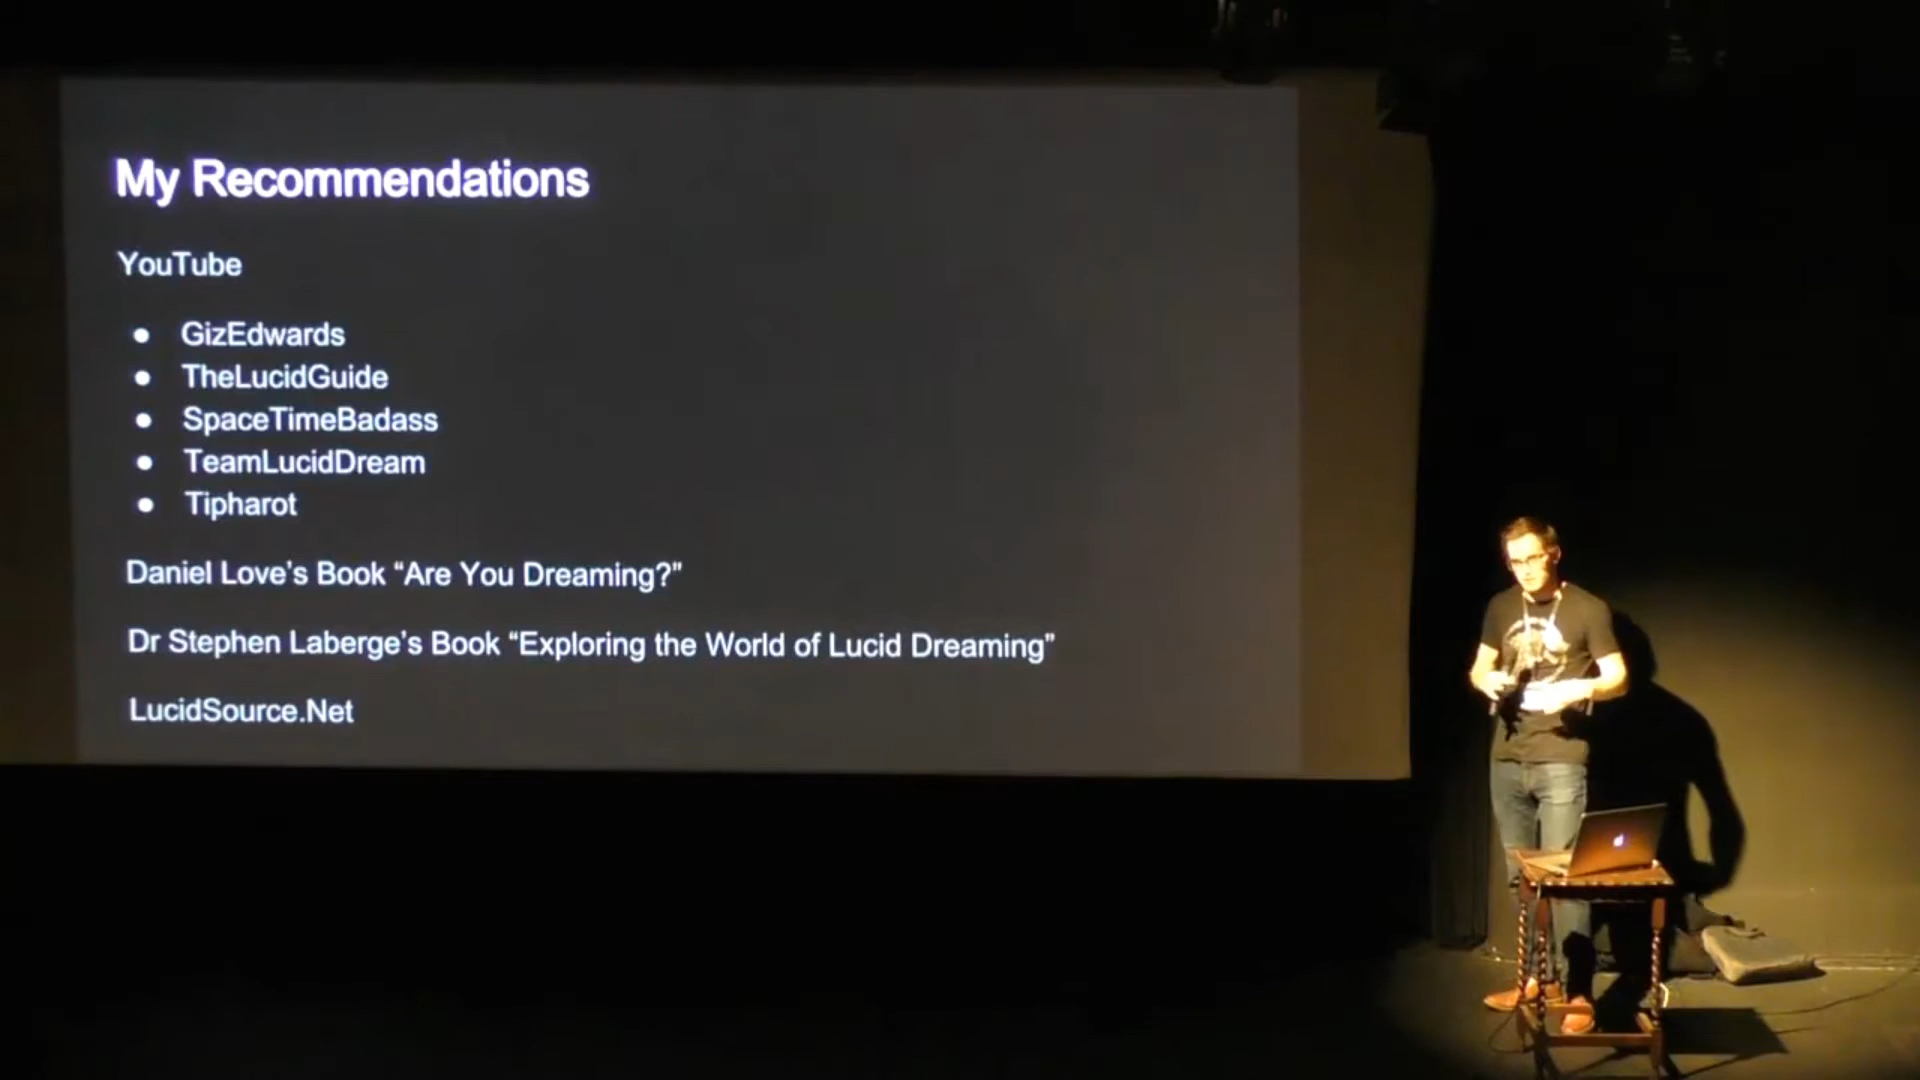 My Recommendations
YouTube
● GizEdwards
● TheLucidGuide
● SpaceTimeBadass
● TeamLucidDream
● Tipharot
Daniel Love’s Book “Are You Dreaming?”
Dr Stephen Laberge’s Book “Exploring the World of Lucid Dreaming”
LucidSource.Net